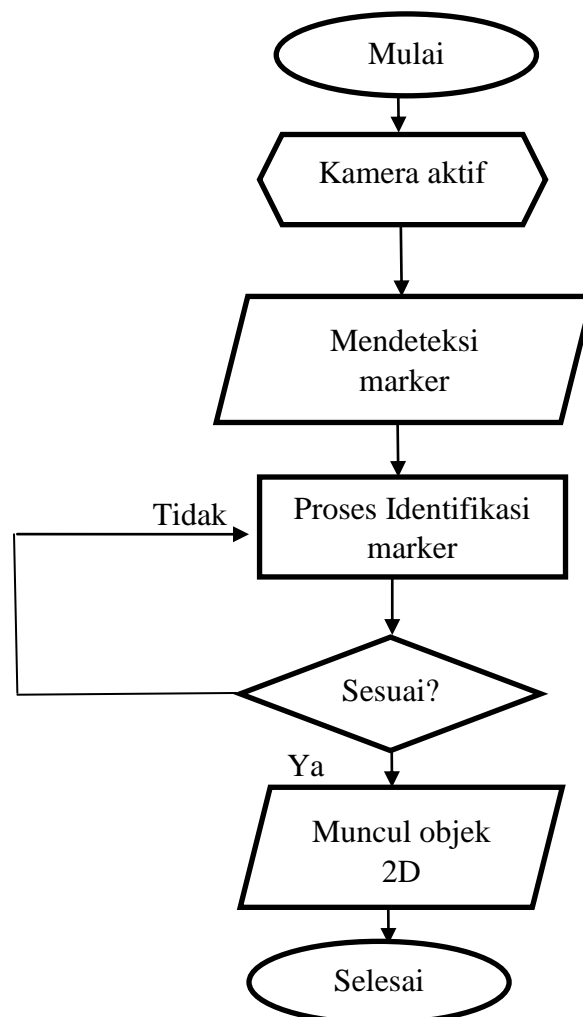 Mulai
Kamera aktif
Mendeteksi
marker
Tidak
Proses Identifikasi
marker
Sesuai?
Ya
Muncul objek
2D
Selesai